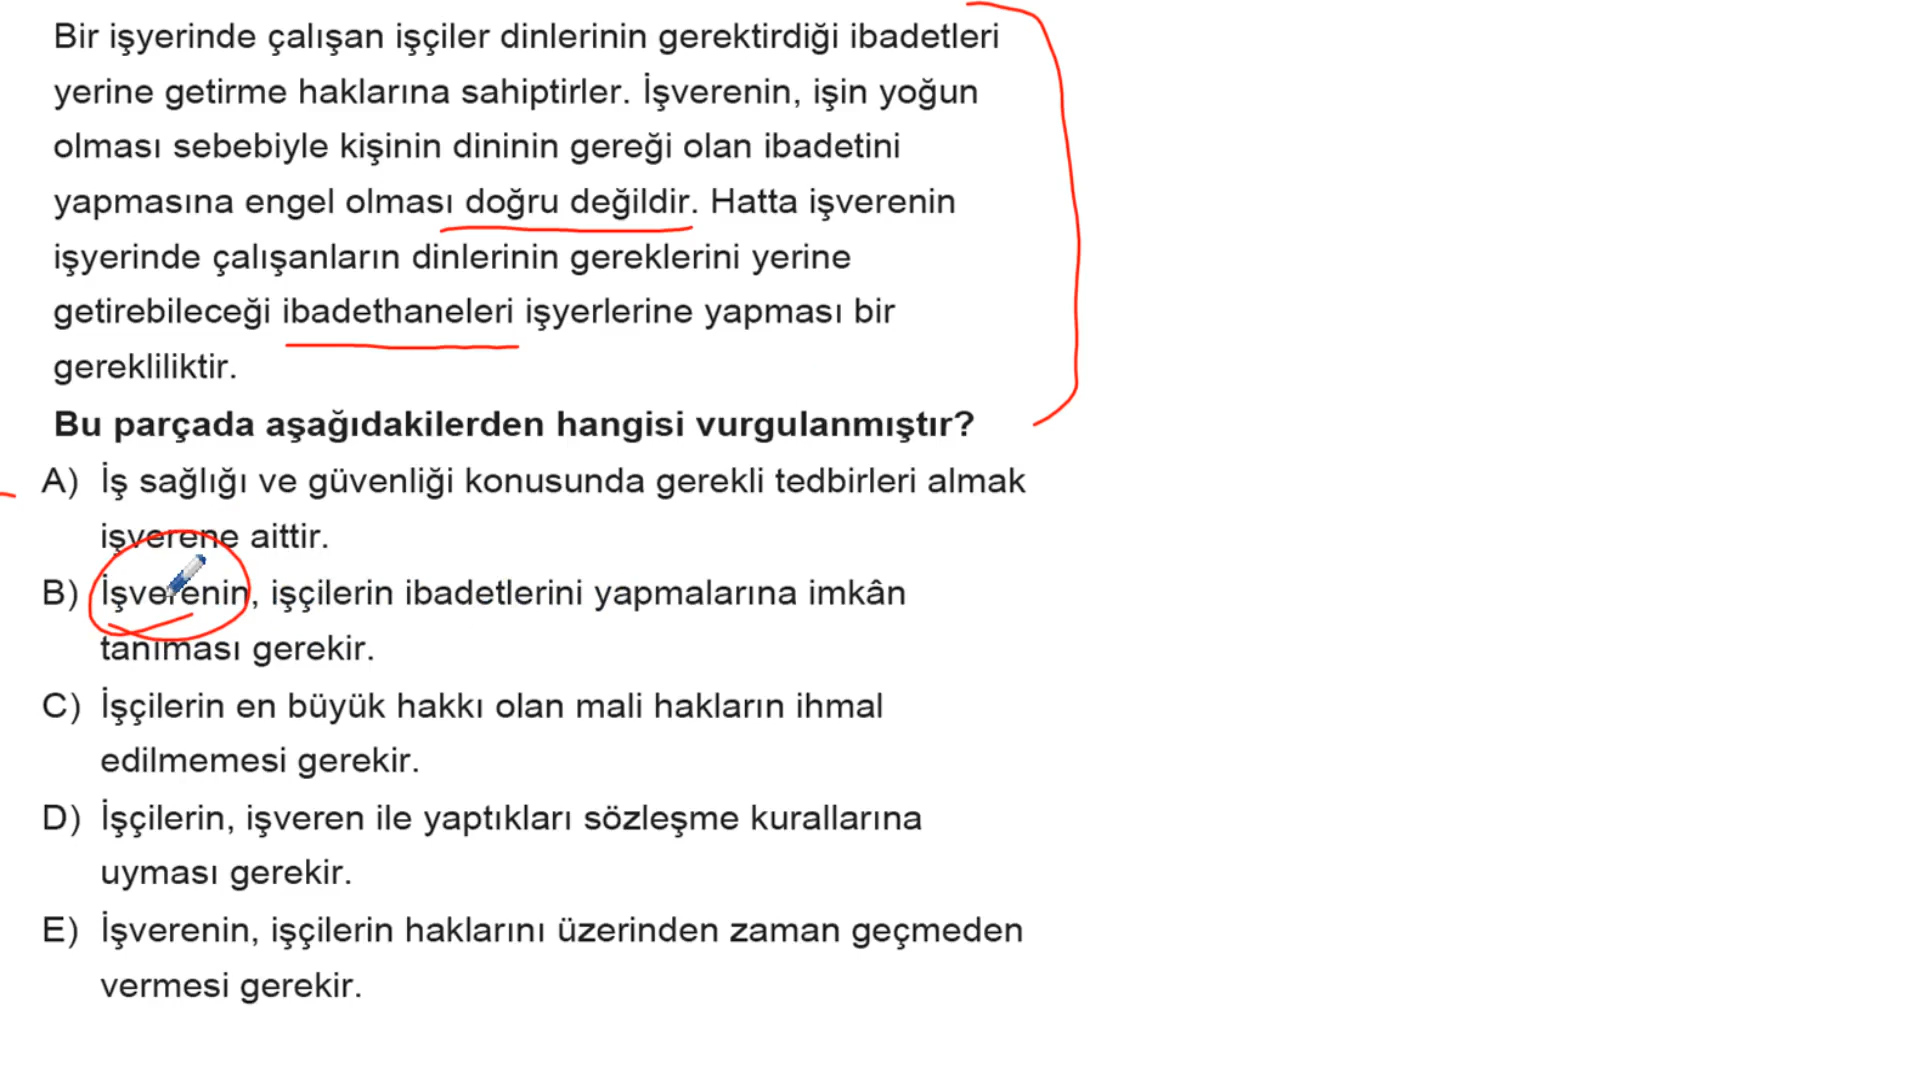 Bir işyerinde çalışan işçiler dinlerinin gerektirdiği ibadetleri
yerine getirme haklarına sahiptirler. İşverenin, işin yoğun
olması sebebiyle kişinin dininin gereği olan ibadetini
yapmasına engel olması doğru değildir. Hatta işverenin
işyerinde çalışanların dinlerinin gereklerini yerine
getirebileceği ibadethaneleri işyerlerine yapması bir
gerekliliktir.
Bu parçada aşağıdakilerden hangisi vurgulanmıştır?
A) İş sağlığı ve güvenliği konusunda gerekli tedbirleri almak
işverene aittir.
B) İşverenin, işçilerin ibadetlerini yapmalarına imkân
tanıması gerekir.
C) İşçilerin en büyük hakkı olan mali hakların ihmal
edilmemesi gerekir.
D) İşçilerin, işveren ile yaptıkları sözleşme kurallarına
uyması gerekir.
E) İşverenin, işçilerin haklarını üzerinden zaman geçmeden
vermesi gerekir.